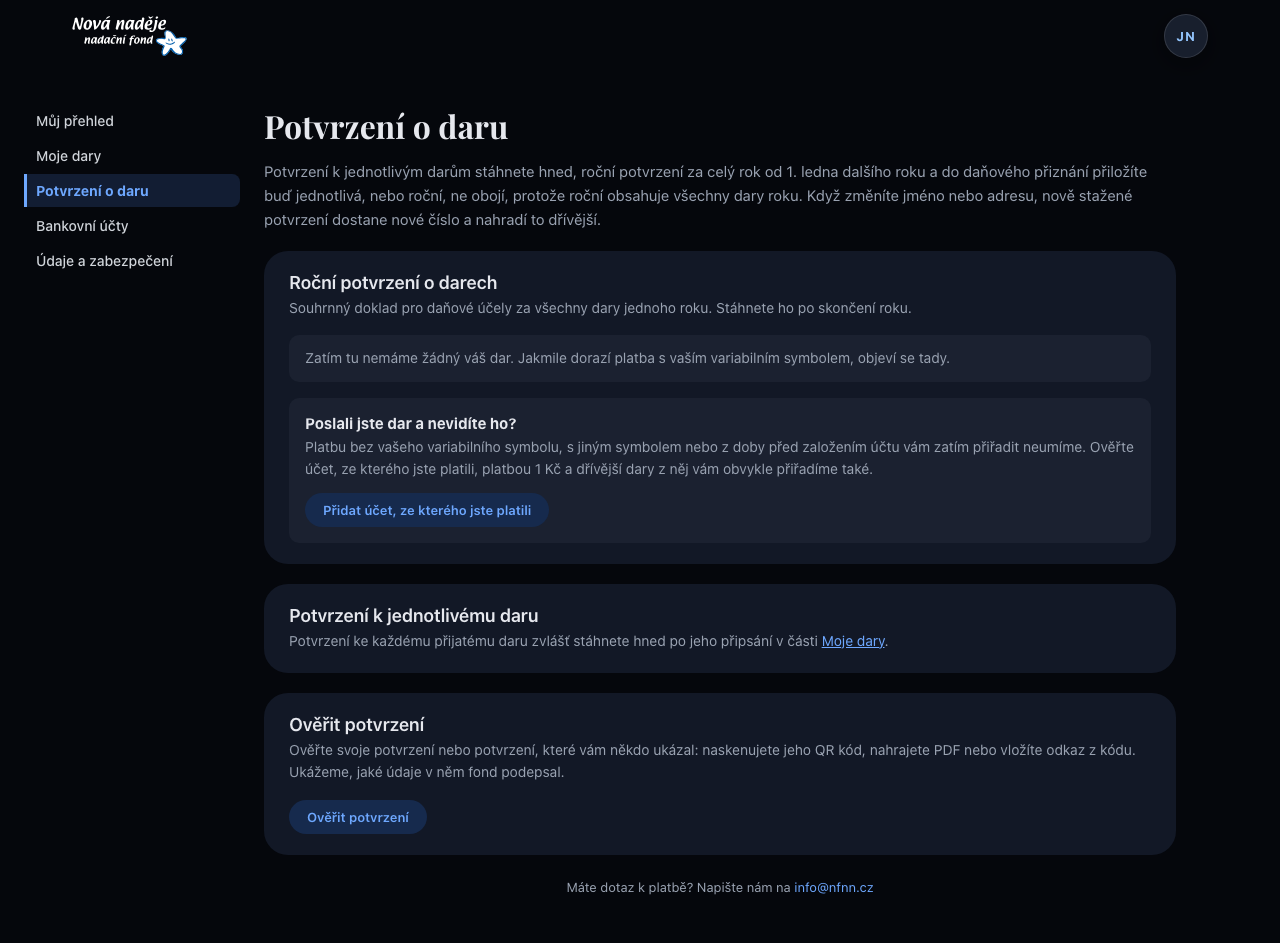 Nová naděje
nadační fond
JN
Můj přehled
Moje dary
Potvrzení o daru
Bankovní účty
Údaje a zabezpečení
Potvrzení o daru
Potvrzení k jednotlivým darům stáhnete hned, roční potvrzení za celý rok od 1. ledna dalšího roku a do daňového přiznání přiložíte
buď jednotlivá, nebo roční, ne obojí, protože roční obsahuje všechny dary roku. Když změníte jméno nebo adresu, nově stažené
potvrzení dostane nové číslo a nahradí to dřívější.
Roční potvrzení o darech
Souhrnný doklad pro daňové účely za všechny dary jednoho roku. Stáhnete ho po skončení roku.
Zatím tu nemáme žádný váš dar. Jakmile dorazí platba s vaším variabilním symbolem, objeví se tady.
Poslali jste dar a nevidíte ho?
Platbu bez vašeho variabilního symbolu, s jiným symbolem nebo z doby před založením účtu vám zatím přiřadit neumíme. Ověřte
účet, ze kterého jste platili, platbou 1 Kč a dřívější dary z něj vám obvykle přiřadíme také.
Přidat účet, ze kterého jste platili
Potvrzení k jednotlivému daru
Potvrzení ke každému přijatému daru zvlášť stáhnete hned po jeho připsání v části Moje dary.
Ověřit potvrzení
Ověřte svoje potvrzení nebo potvrzení, které vám někdo ukázal: naskenujete jeho QR kód, nahrajete PDF nebo vložíte odkaz z kódu.
Ukážeme, jaké údaje v něm fond podepsal.
Ověřit potvrzení
Máte dotaz k platbě? Napište nám na info@nfnn.cz